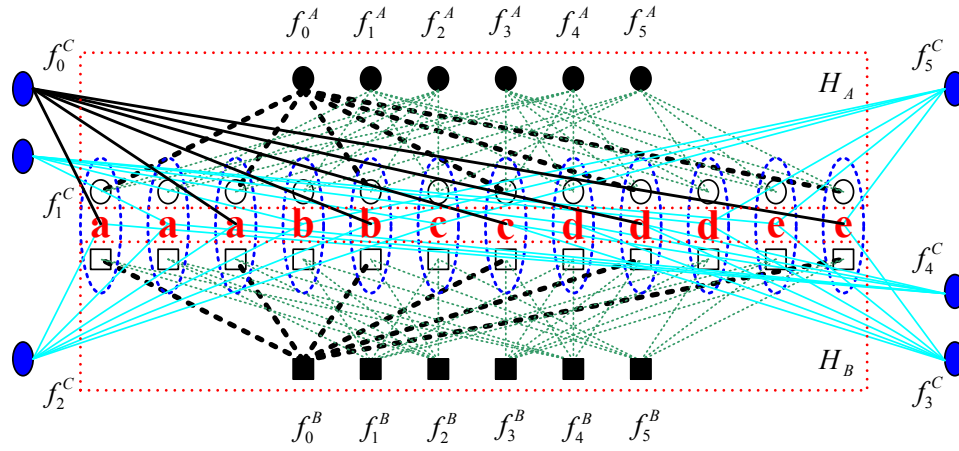 f_0^A f_1^A f_2^A f_3^A f_4^A f_5^A
f_0^C f_5^C
H_A
f_1^C a a a b b c c d d d e e
f_4^C
H_B
f_2^C f_3^C
f_0^B f_1^B f_2^B f_3^B f_4^B f_5^B